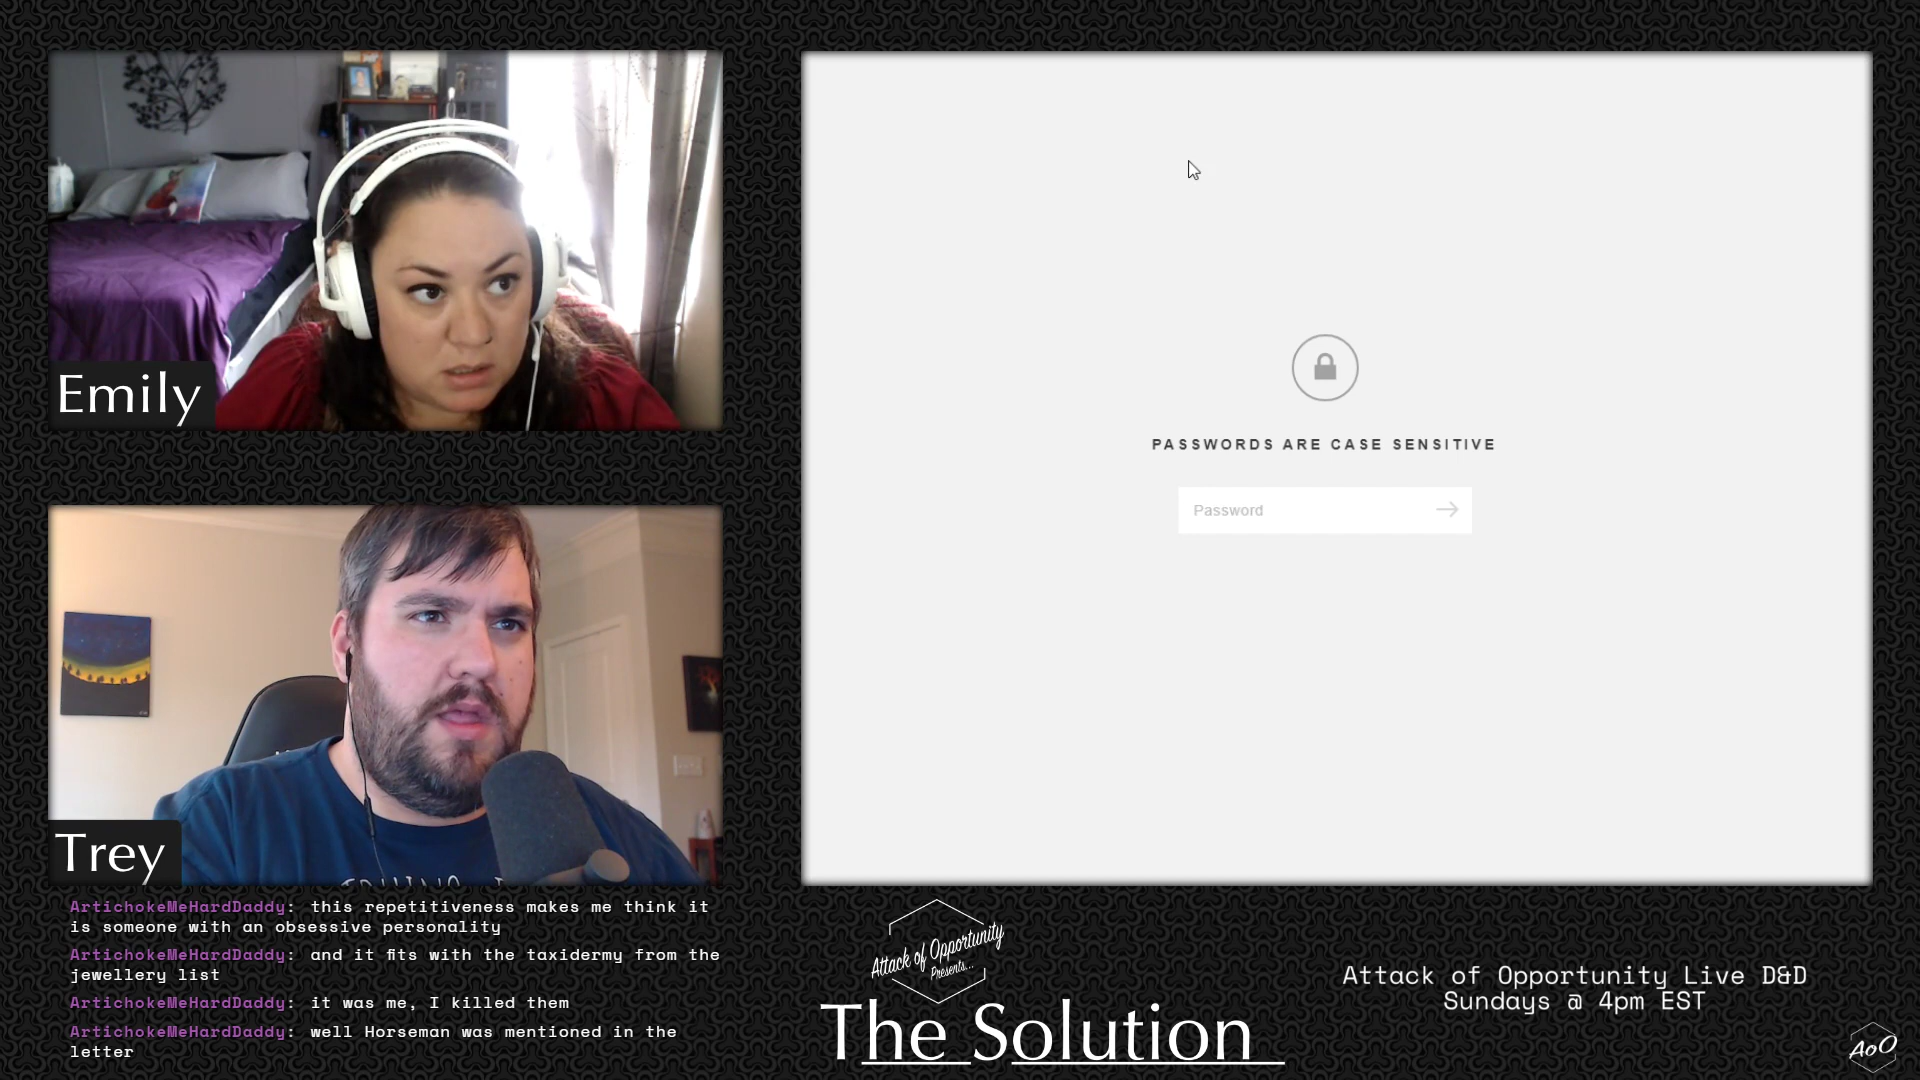 Emily
PASSWORDS ARE CASE SENSITIVE
Password
Trey
ArtichokeMeHardDaddy: this repetitiveness makes me think it
is someone with an obsessive personality
ArtichokeMeHardDaddy: and it fits with the taxidermy from the
jewellery list
ArtichokeMeHardDaddy: it was me, I killed them
ArtichokeMeHardDaddy: well Horseman was mentioned in the
letter
Attack of Opportunity
Presents...
The Solution
Attack of Opportunity Live D&D
Sundays @ 4pm EST
AoO